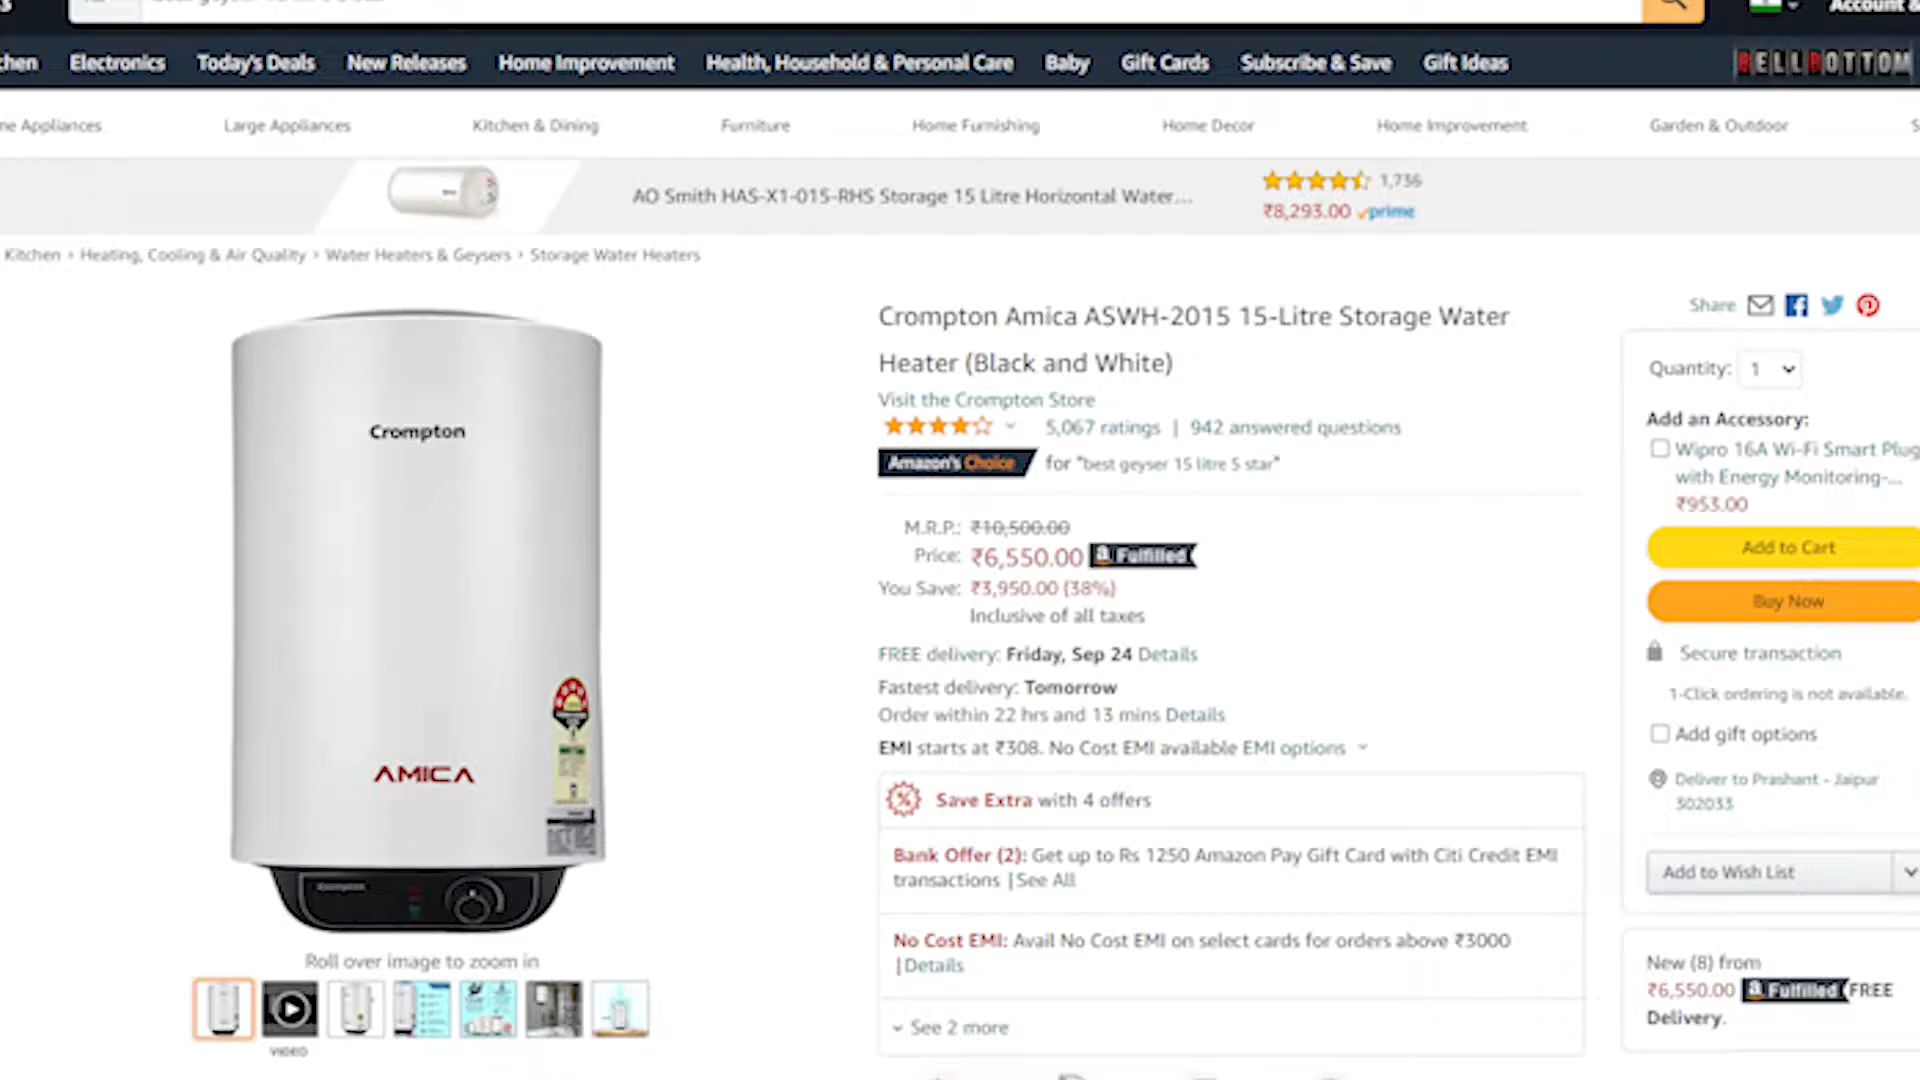 Account &
Electronics Today's Deals New Releases Home Improvement Health, Household & Personal Care Baby Gift Cards Subscribe & Save Gift Ideas BELLBOTTOM
Appliances Large Appliances Kitchen & Dining Furniture Home Furnishing Home Decor Home Improvement Garden & Outdoor
AO Smith HAS-X1-015-RHS Storage 15 Litre Horizontal Water... 1,736
₹8,293.00 prime
Kitchen › Heating, Cooling & Air Quality › Water Heaters & Geysers › Storage Water Heaters
Crompton
AMICA
Crompton
Roll over image to zoom in
VIDEO
Crompton Amica ASWH-2015 15-Litre Storage Water
Heater (Black and White)
Visit the Crompton Store
5,067 ratings | 942 answered questions
Amazon's Choice for "best geyser 15 litre 5 star"
M.R.P.: ₹10,500.00
Price: ₹6,550.00 a Fulfilled
You Save: ₹3,950.00 (38%)
Inclusive of all taxes
FREE delivery: Friday, Sep 24 Details
Fastest delivery: Tomorrow
Order within 22 hrs and 13 mins Details
EMI starts at ₹308. No Cost EMI available EMI options
Save Extra with 4 offers
Bank Offer (2): Get up to Rs 1250 Amazon Pay Gift Card with Citi Credit EMI
transactions |See All
No Cost EMI: Avail No Cost EMI on select cards for orders above ₹3000
|Details
See 2 more
Share
Quantity: 1
Add an Accessory:
Wipro 16A Wi-Fi Smart Plug
with Energy Monitoring-...
₹953.00
Add to Cart
Buy Now
Secure transaction
1-Click ordering is not available.
Add gift options
Deliver to Prashant - Jaipur
302033
Add to Wish List
New (8) from
₹6,550.00 a Fulfilled FREE
Delivery.